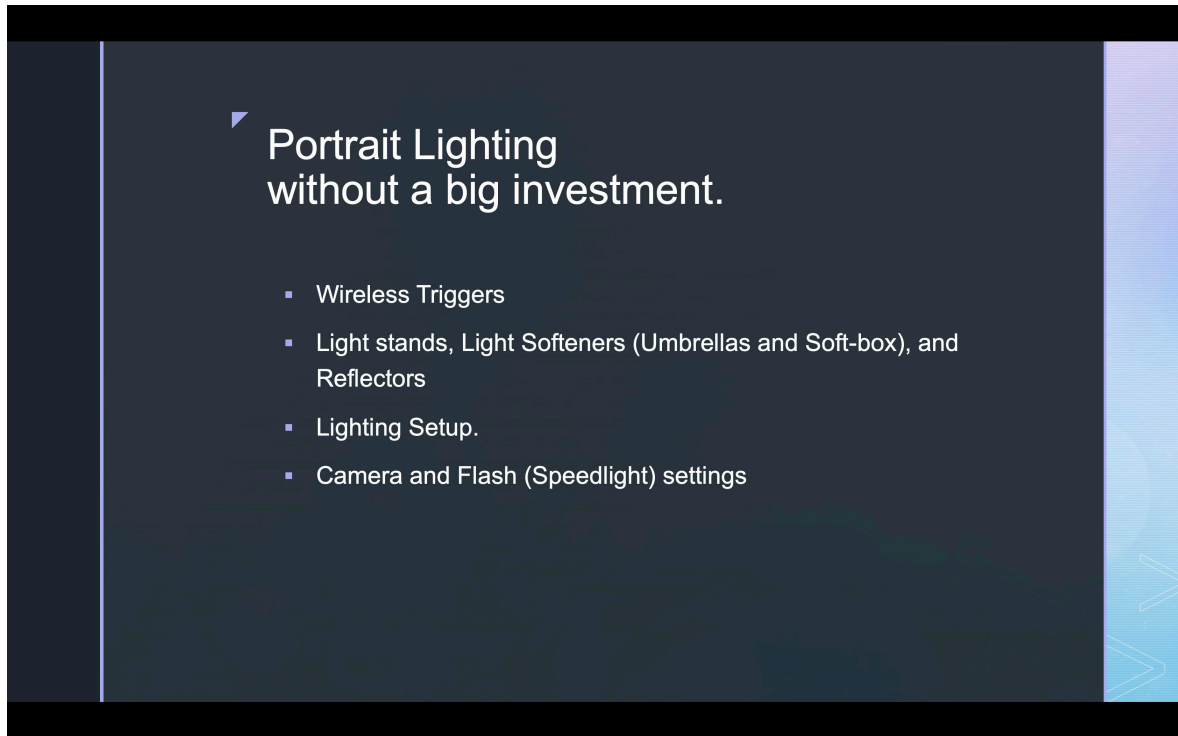 Portrait Lighting
without a big investment.
Wireless Triggers
Light stands, Light Softeners (Umbrellas and Soft-box), and
Reflectors
Lighting Setup.
Camera and Flash (Speedlight) settings